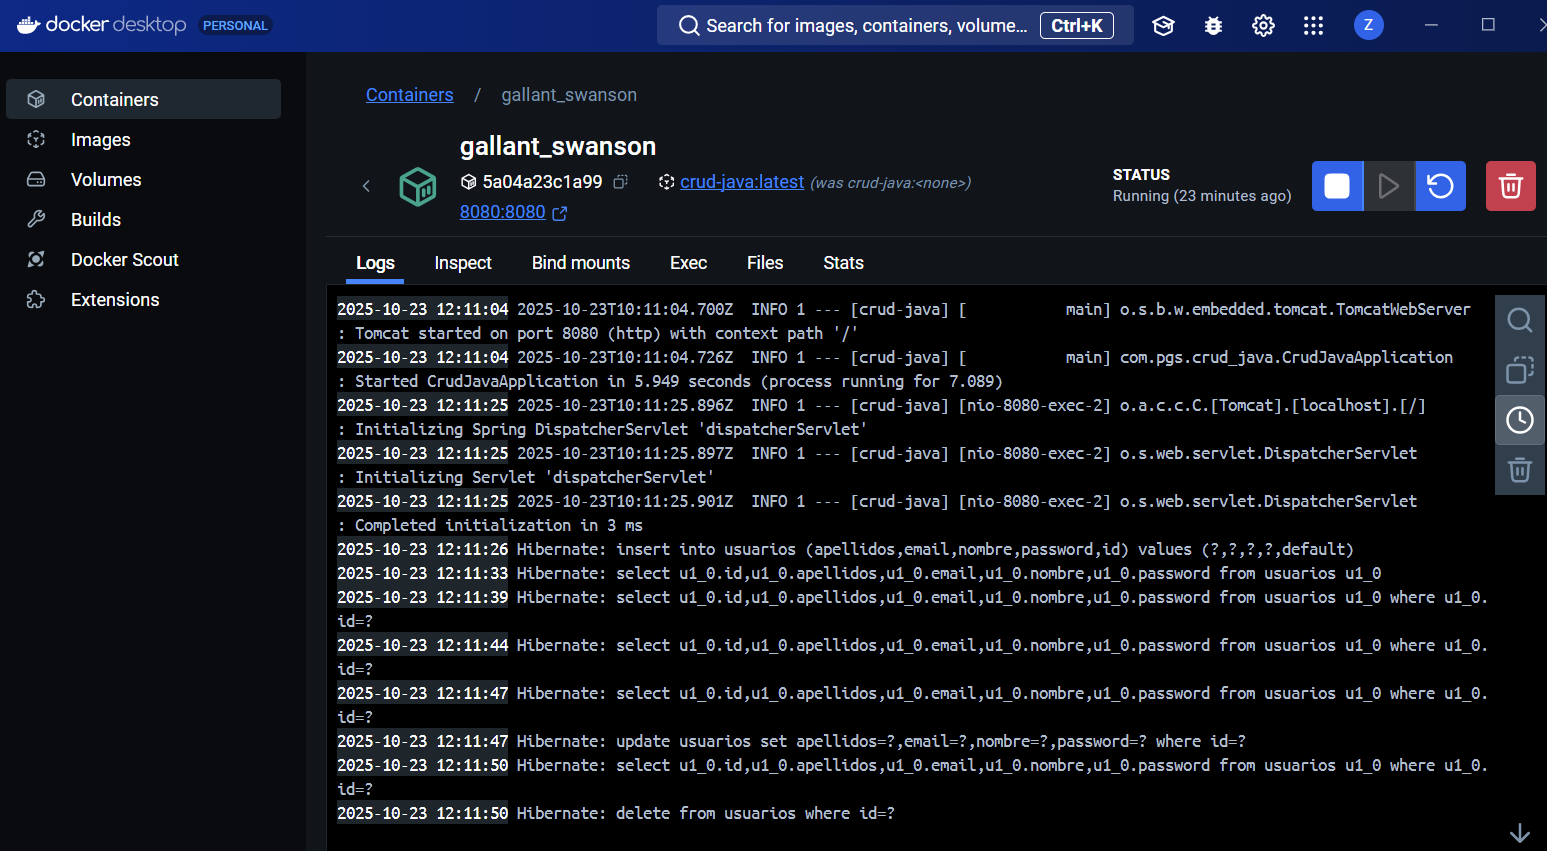 docker desktop PERSONAL
Search for images, containers, volume... Ctrl+K
Z
Containers
Images
Volumes
Builds
Docker Scout
Extensions
Containers / gallant_swanson
gallant_swanson
5a04a23c1a99 crud-java:latest (was crud-java:<none>)
8080:8080
STATUS
Running (23 minutes ago)
Logs Inspect Bind mounts Exec Files Stats
2025-10-23 12:11:04 2025-10-23T10:11:04.700Z  INFO 1 --- [crud-java] [           main] o.s.b.w.embedded.tomcat.TomcatWebServer
: Tomcat started on port 8080 (http) with context path '/'
2025-10-23 12:11:04 2025-10-23T10:11:04.726Z  INFO 1 --- [crud-java] [           main] com.pgs.crud_java.CrudJavaApplication
: Started CrudJavaApplication in 5.949 seconds (process running for 7.089)
2025-10-23 12:11:25 2025-10-23T10:11:25.896Z  INFO 1 --- [crud-java] [nio-8080-exec-2] o.a.c.c.C.[Tomcat].[localhost].[/]
: Initializing Spring DispatcherServlet 'dispatcherServlet'
2025-10-23 12:11:25 2025-10-23T10:11:25.897Z  INFO 1 --- [crud-java] [nio-8080-exec-2] o.s.web.servlet.DispatcherServlet
: Initializing Servlet 'dispatcherServlet'
2025-10-23 12:11:25 2025-10-23T10:11:25.901Z  INFO 1 --- [crud-java] [nio-8080-exec-2] o.s.web.servlet.DispatcherServlet
: Completed initialization in 3 ms
2025-10-23 12:11:26 Hibernate: insert into usuarios (apellidos,email,nombre,password,id) values (?,?,?,?,default)
2025-10-23 12:11:33 Hibernate: select u1_0.id,u1_0.apellidos,u1_0.email,u1_0.nombre,u1_0.password from usuarios u1_0
2025-10-23 12:11:39 Hibernate: select u1_0.id,u1_0.apellidos,u1_0.email,u1_0.nombre,u1_0.password from usuarios u1_0 where u1_0.
id=?
2025-10-23 12:11:44 Hibernate: select u1_0.id,u1_0.apellidos,u1_0.email,u1_0.nombre,u1_0.password from usuarios u1_0 where u1_0.
id=?
2025-10-23 12:11:47 Hibernate: select u1_0.id,u1_0.apellidos,u1_0.email,u1_0.nombre,u1_0.password from usuarios u1_0 where u1_0.
id=?
2025-10-23 12:11:47 Hibernate: update usuarios set apellidos=?,email=?,nombre=?,password=? where id=?
2025-10-23 12:11:50 Hibernate: select u1_0.id,u1_0.apellidos,u1_0.email,u1_0.nombre,u1_0.password from usuarios u1_0 where u1_0.
id=?
2025-10-23 12:11:50 Hibernate: delete from usuarios where id=?